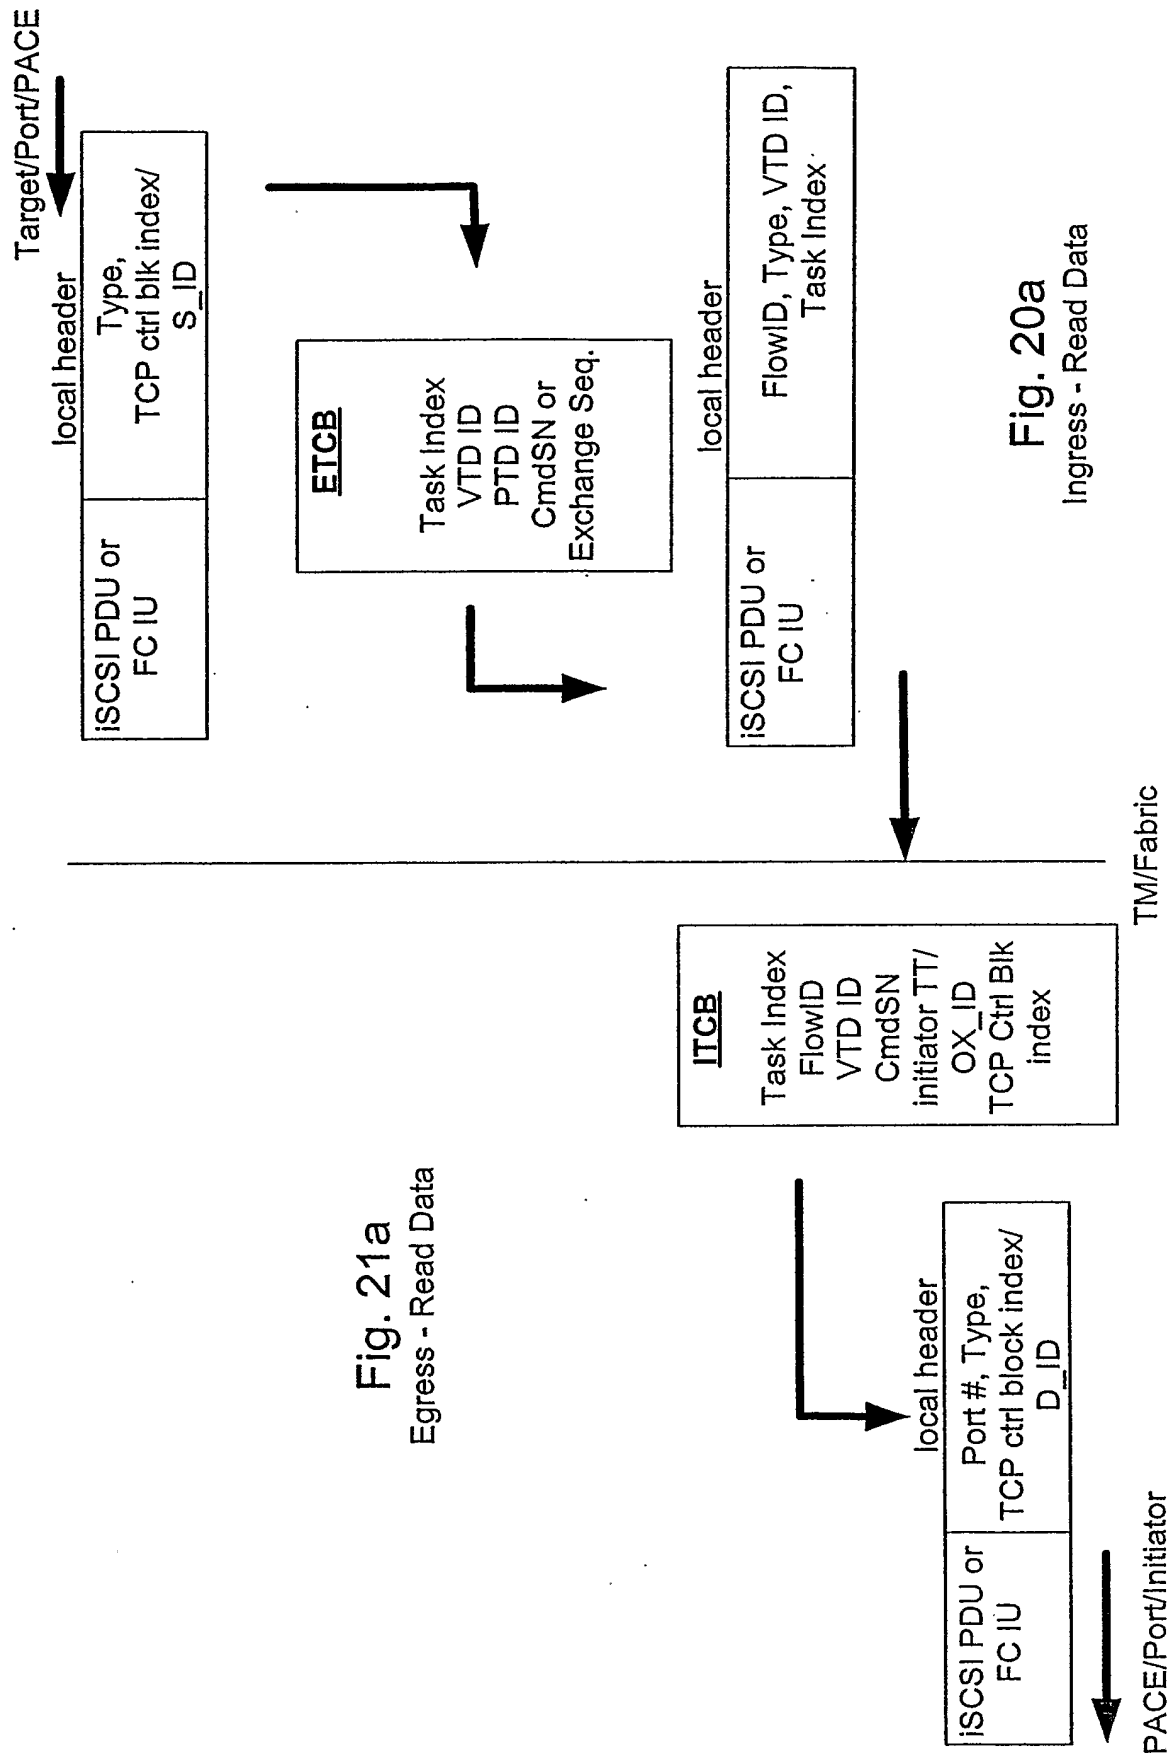 Target/Port/PACE
local header
iSCSI PDU or
FC IU
Type,
TCP ctrl blk index/
S_ID
ETCB
Task Index
VTD ID
PTD ID
CmdSN or
Exchange Seq.
local header
iSCSI PDU or
FC IU
FlowID, Type, VTD ID,
Task Index
Fig. 20a
Ingress - Read Data
TM/Fabric
Fig. 21a
Egress - Read Data
ITCB
Task Index
FlowID
VTD ID
CmdSN
initiator TT/
OX_ID
TCP Ctrl Blk
index
local header
iSCSI PDU or
FC IU
Port #, Type,
TCP ctrl block index/
D_ID
PACE/Port/Initiator